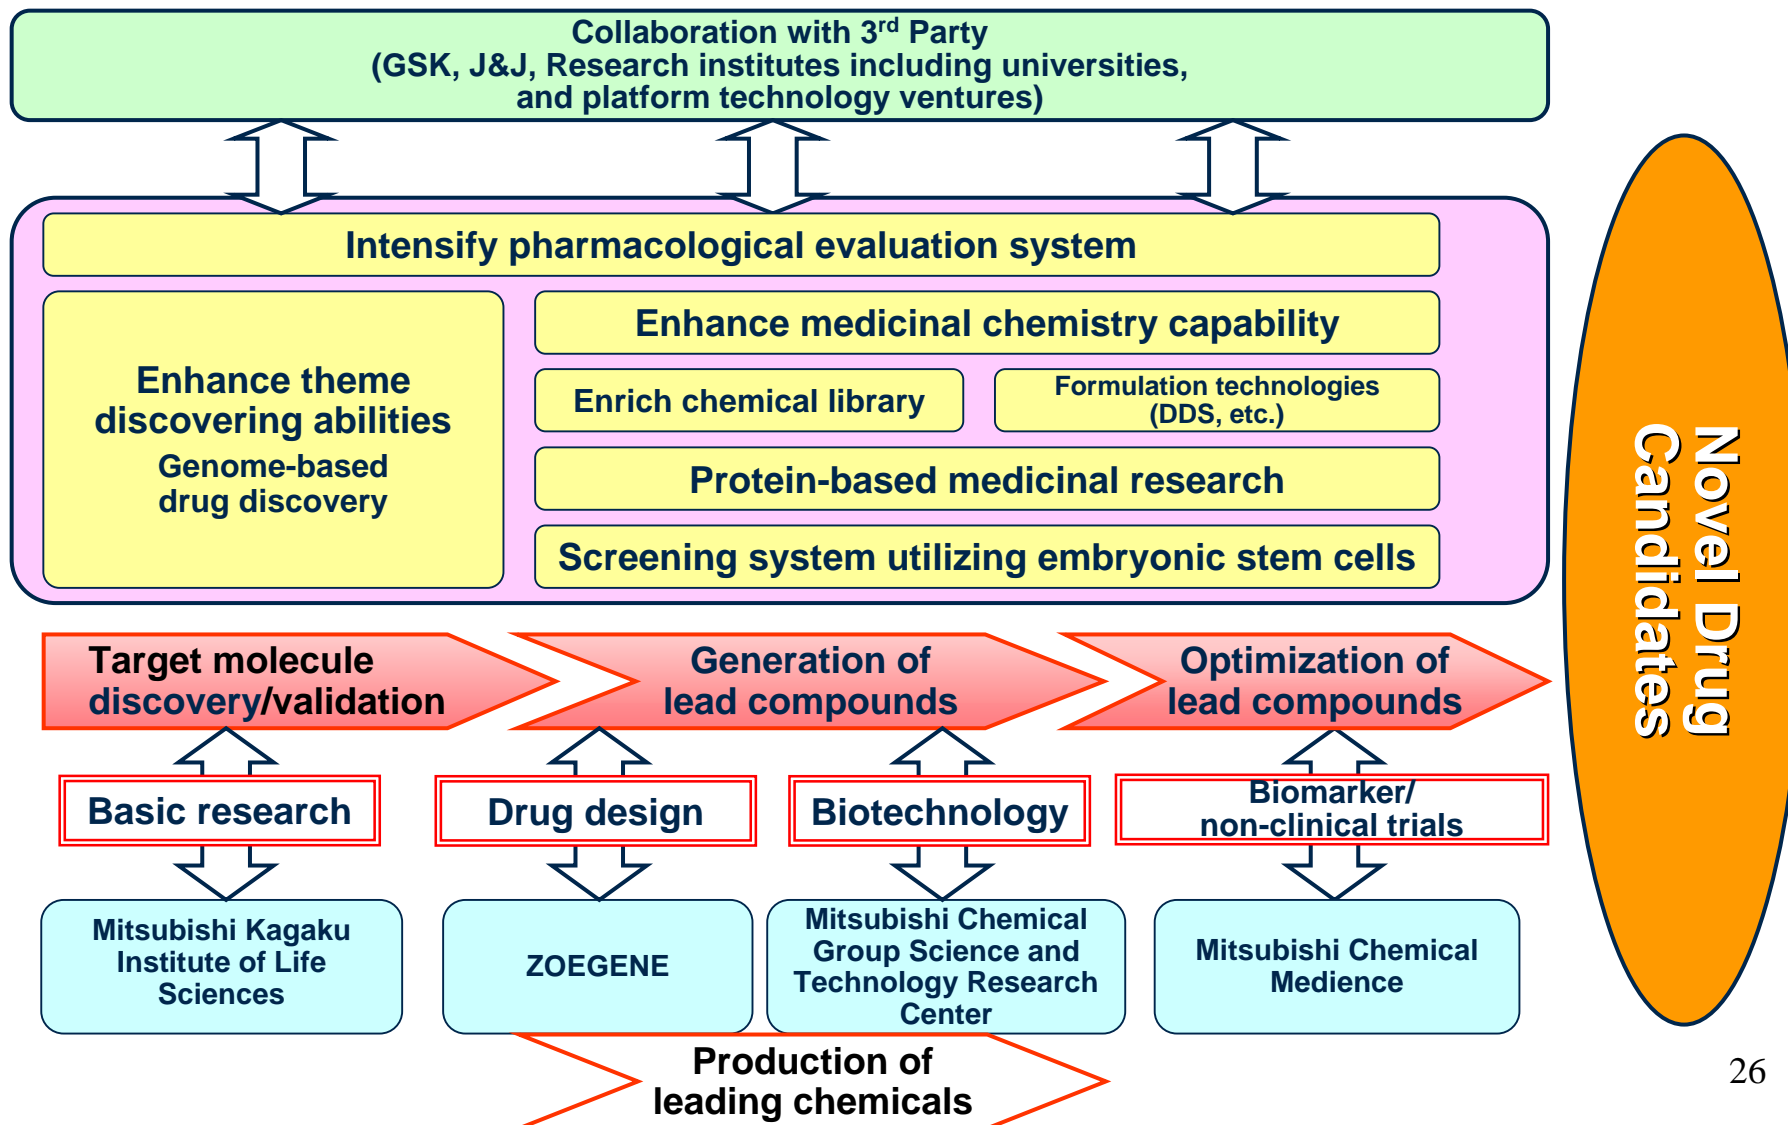 Collaboration with 3rd Party
(GSK, J&J, Research institutes including universities,
and platform technology ventures)
Intensify pharmacological evaluation system
Enhance theme
discovering abilities
Genome-based
drug discovery
Enhance medicinal chemistry capability
Enrich chemical library
Formulation technologies
(DDS, etc.)
Protein-based medicinal research
Screening system utilizing embryonic stem cells
Novel Drug
Candidates
Target molecule
discovery/validation
Generation of
lead compounds
Optimization of
lead compounds
Basic research
Drug design
Biotechnology
Biomarker/
non-clinical trials
Mitsubishi Kagaku
Institute of Life
Sciences
ZOEGENE
Mitsubishi Chemical
Group Science and
Technology Research
Center
Mitsubishi Chemical
Medience
Production of
leading chemicals
26